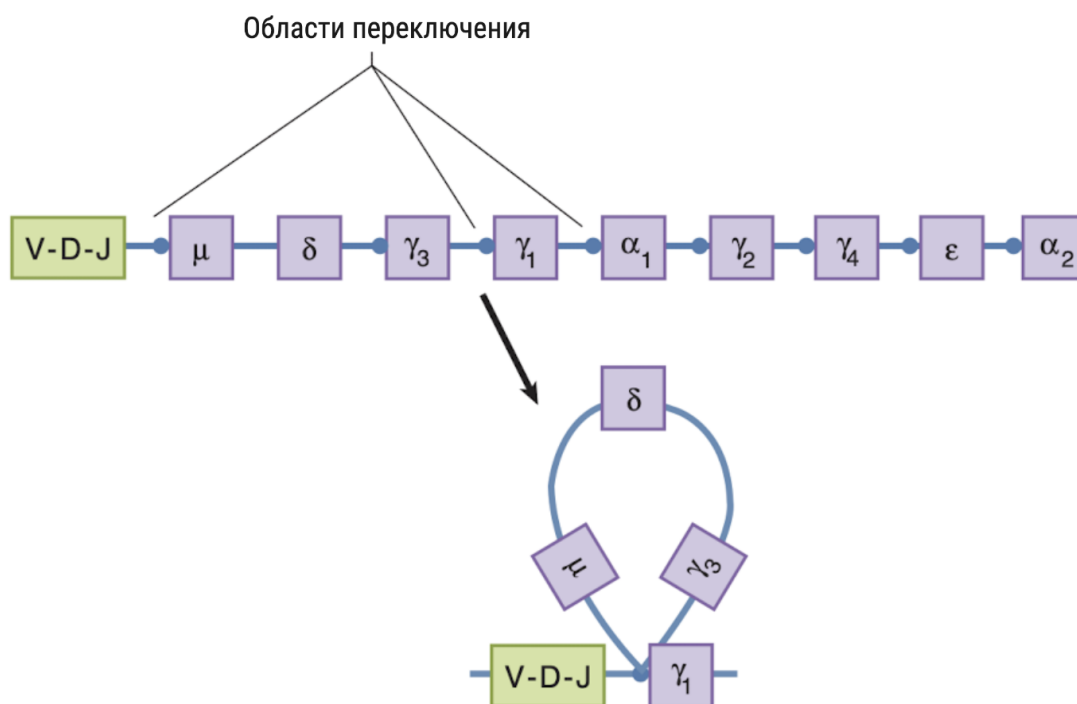 Области переключения
V-D-J μ δ γ3 γ1 α1 γ2 γ4 ε α2
δ
μ γ3
V-D-J γ1